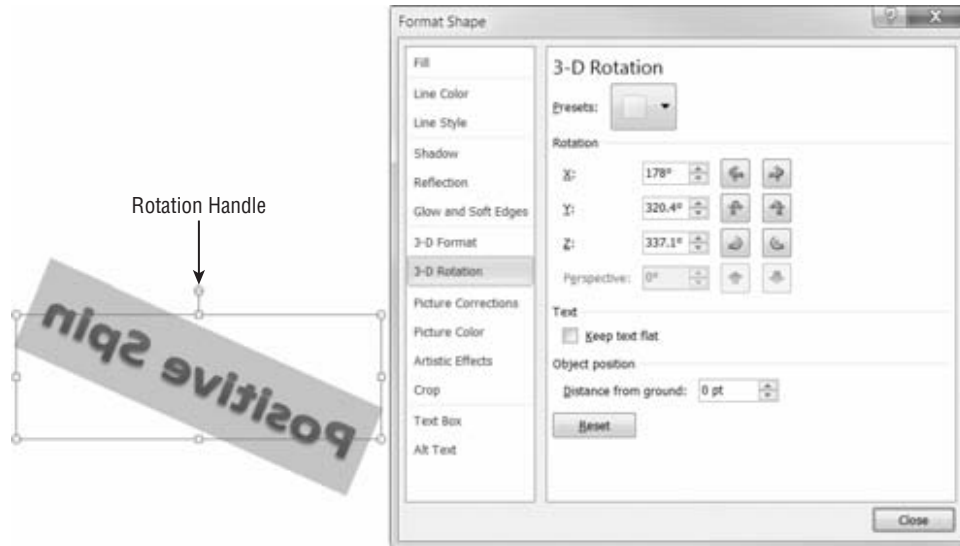 Format Shape
Fill
Line Color
Line Style
Shadow
Reflection
Glow and Soft Edges
3-D Format
3-D Rotation
Picture Corrections
Picture Color
Artistic Effects
Crop
Text Box
Alt Text
3-D Rotation
Presets:
Rotation
X: 178°
Y: 320.4°
Z: 337.1°
Perspective: 0°
Text
Keep text flat
Object position
Distance from ground: 0 pt
Reset
Close
Rotation Handle
Positive Spin